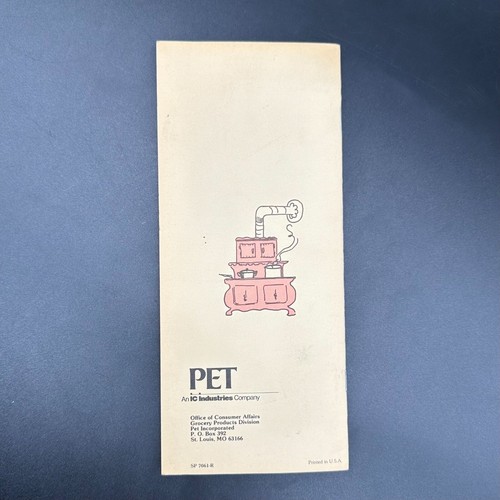 PET
An IC Industries Company
Office of Consumer Affairs
Grocery Products Division
Pet Incorporated
P. O. Box 392
St. Louis, MO 63166
SP 7061-R
Printed in U.S.A.